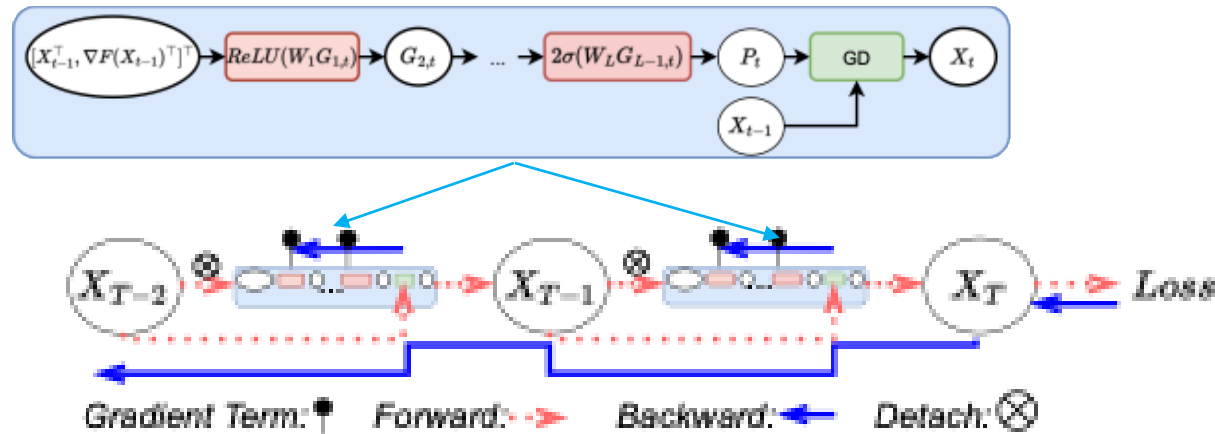 [X_{t-1}^⊤, ∇F(X_{t-1})^⊤]^⊤ ReLU(W_1G_{1,t}) G_{2,t} ... 2σ(W_LG_{L-1,t}) P_t GD X_t
X_{t-1}
X_{T-2} ... X_{T-1} ... X_T Loss
Gradient Term: Forward: Backward: Detach: